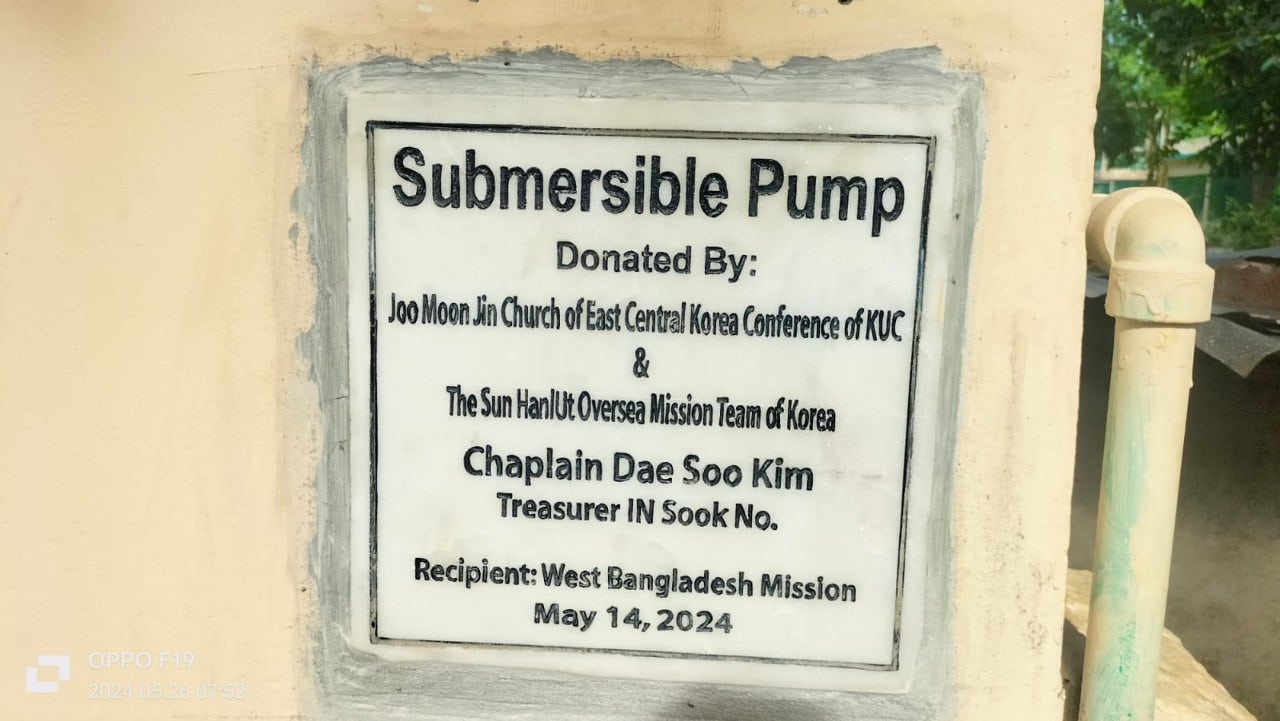 Submersible Pump
Donated By:
Joo Moon Jin Church of East Central Korea Conference of KUC
&
The Sun HanlUt Oversea Mission Team of Korea
Chaplain Dae Soo Kim
Treasurer IN Sook No.
Recipient: West Bangladesh Mission
May 14, 2024
OPPO F19
2024.05.26 07:52